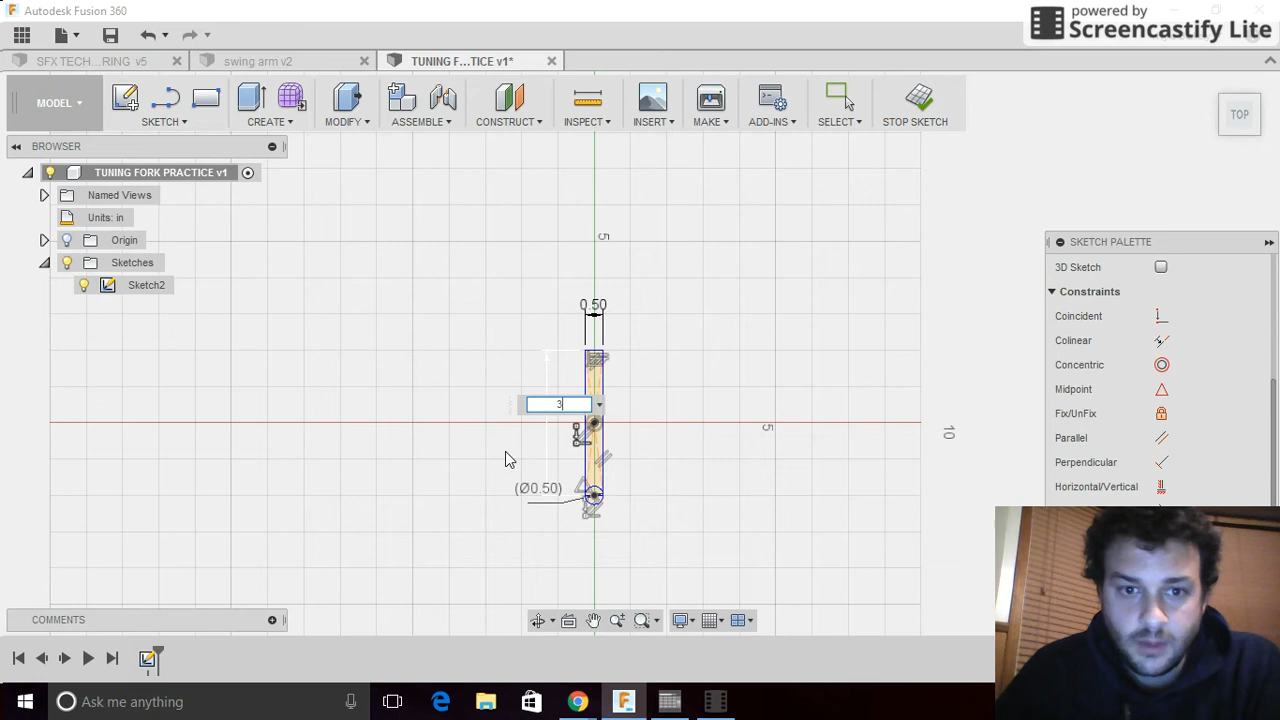 Autodesk Fusion 360
powered by
Screencastify Lite
SFX TECH...RING v5
swing arm v2
TUNING F...TICE v1*
MODEL
SKETCH
CREATE
MODIFY
ASSEMBLE
CONSTRUCT
INSPECT
INSERT
MAKE
ADD-INS
SELECT
STOP SKETCH
TOP
BROWSER
TUNING FORK PRACTICE v1
Named Views
Units: in
Origin
Sketches
Sketch2
5
0.50
3
5
10
(Ø0.50)
SKETCH PALETTE
3D Sketch
Constraints
Coincident
Colinear
Concentric
Midpoint
Fix/UnFix
Parallel
Perpendicular
Horizontal/Vertical
COMMENTS
Ask me anything